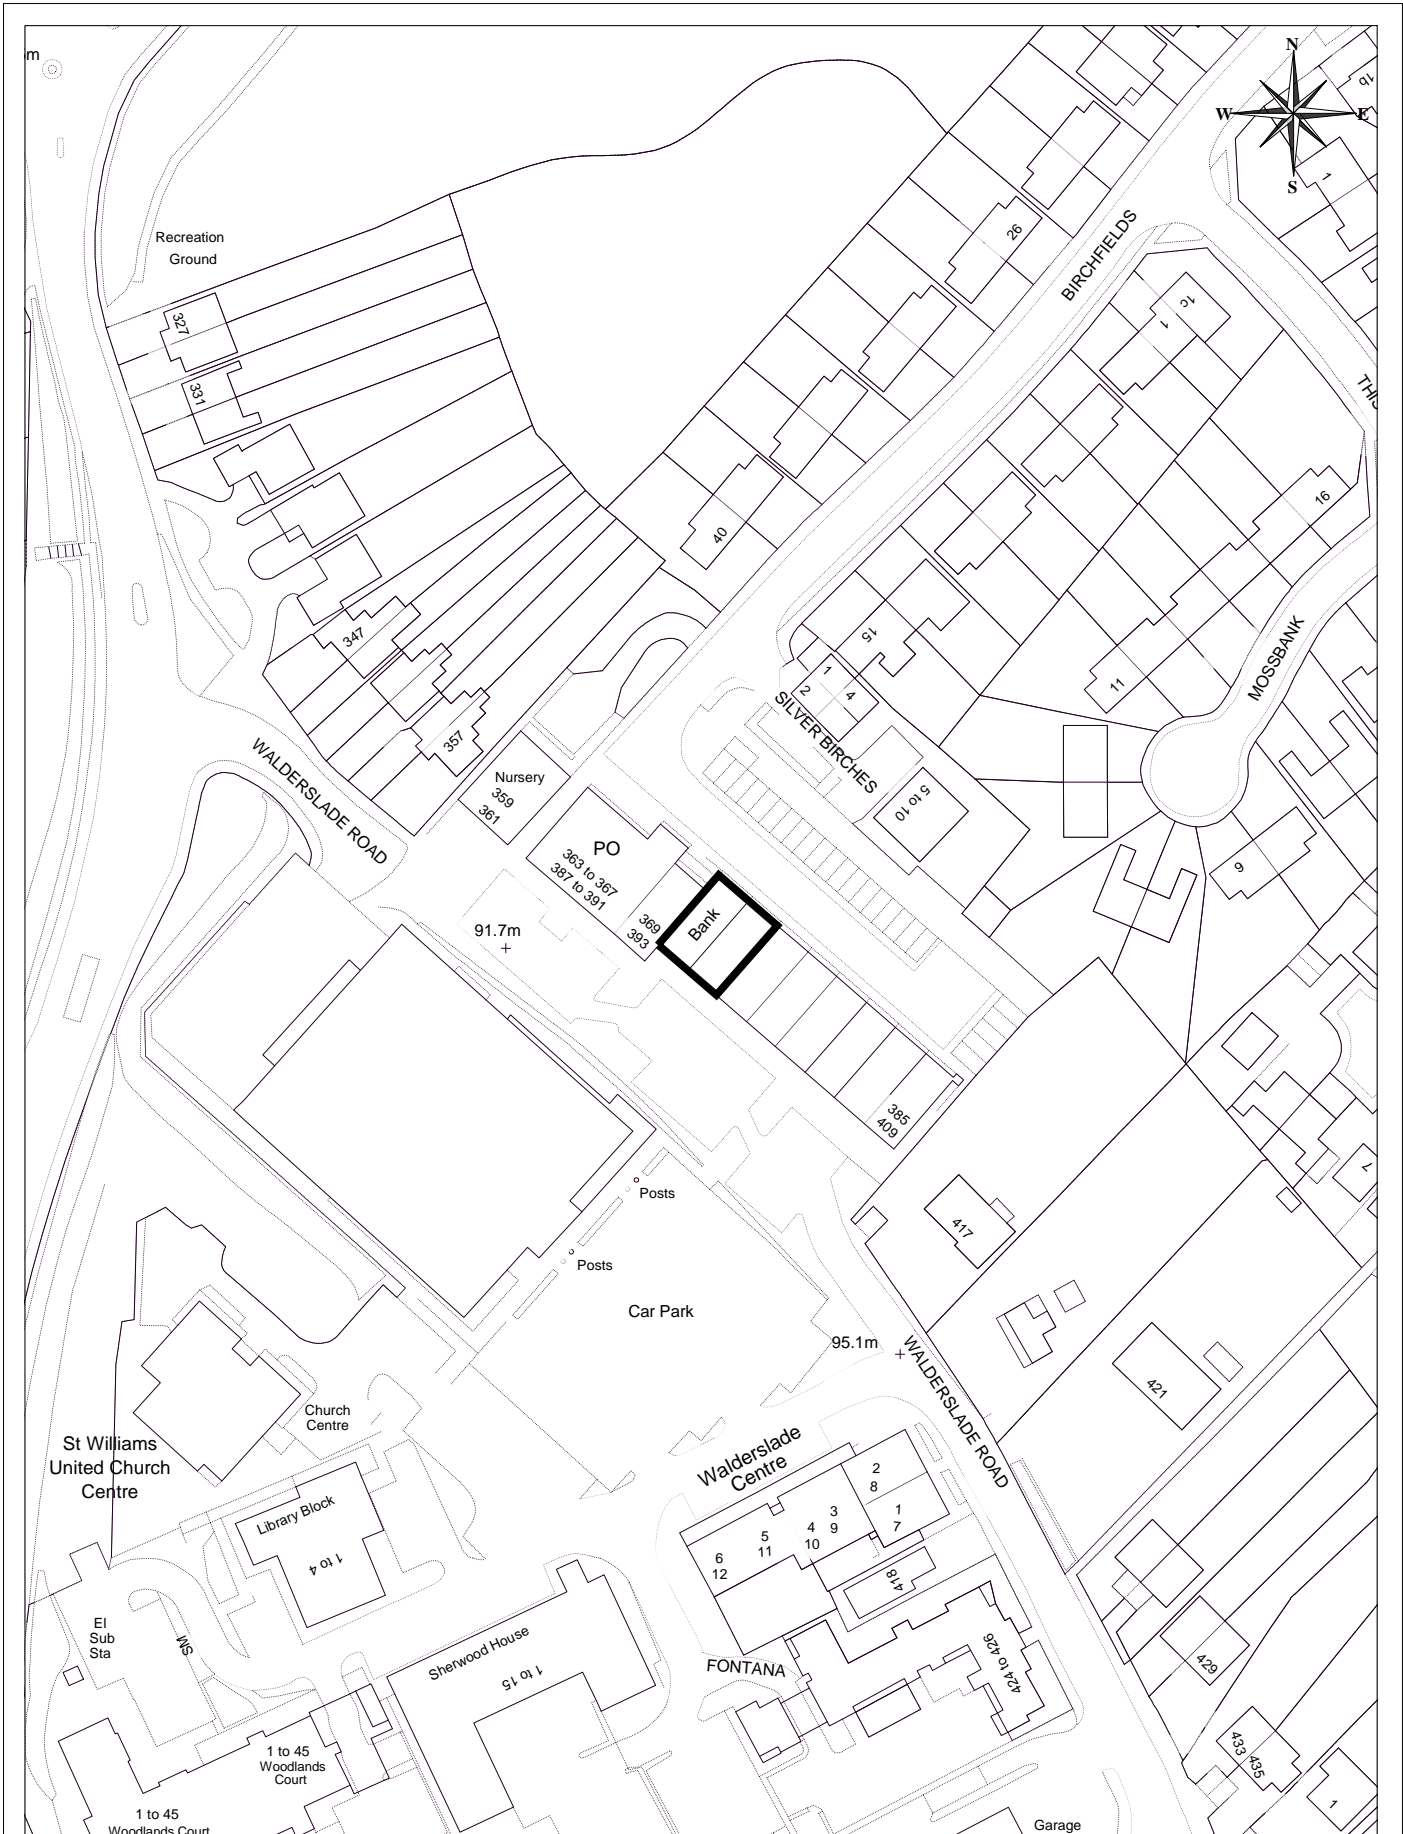 m
N
W
E
S
1b
1
Recreation
Ground
26
BIRCHFIELDS
327
1c
1
331
THIS
16
40
15
347
MOSSBANK
11
1
2
4
SILVER BIRCHES
357
WALDERSLADE ROAD
Nursery
359
361
5 to 10
PO
363 to 367
387 to 391
9
369
393
Bank
91.7m
385
409
7
Posts
417
Posts
Car Park
95.1m
WALDERSLADE ROAD
421
Church
Centre
St Williams
United Church
Centre
Walderslade
Centre
2
8
Library Block
1 to 4
1
7
3
9
4
10
5
11
6
12
418
El
Sub
Sta
SM
Sherwood House
1 to 15
FONTANA
424 to 426
429
433
435
1 to 45
Woodlands
Court
1
1 to 45
Woodlands Court
Garage